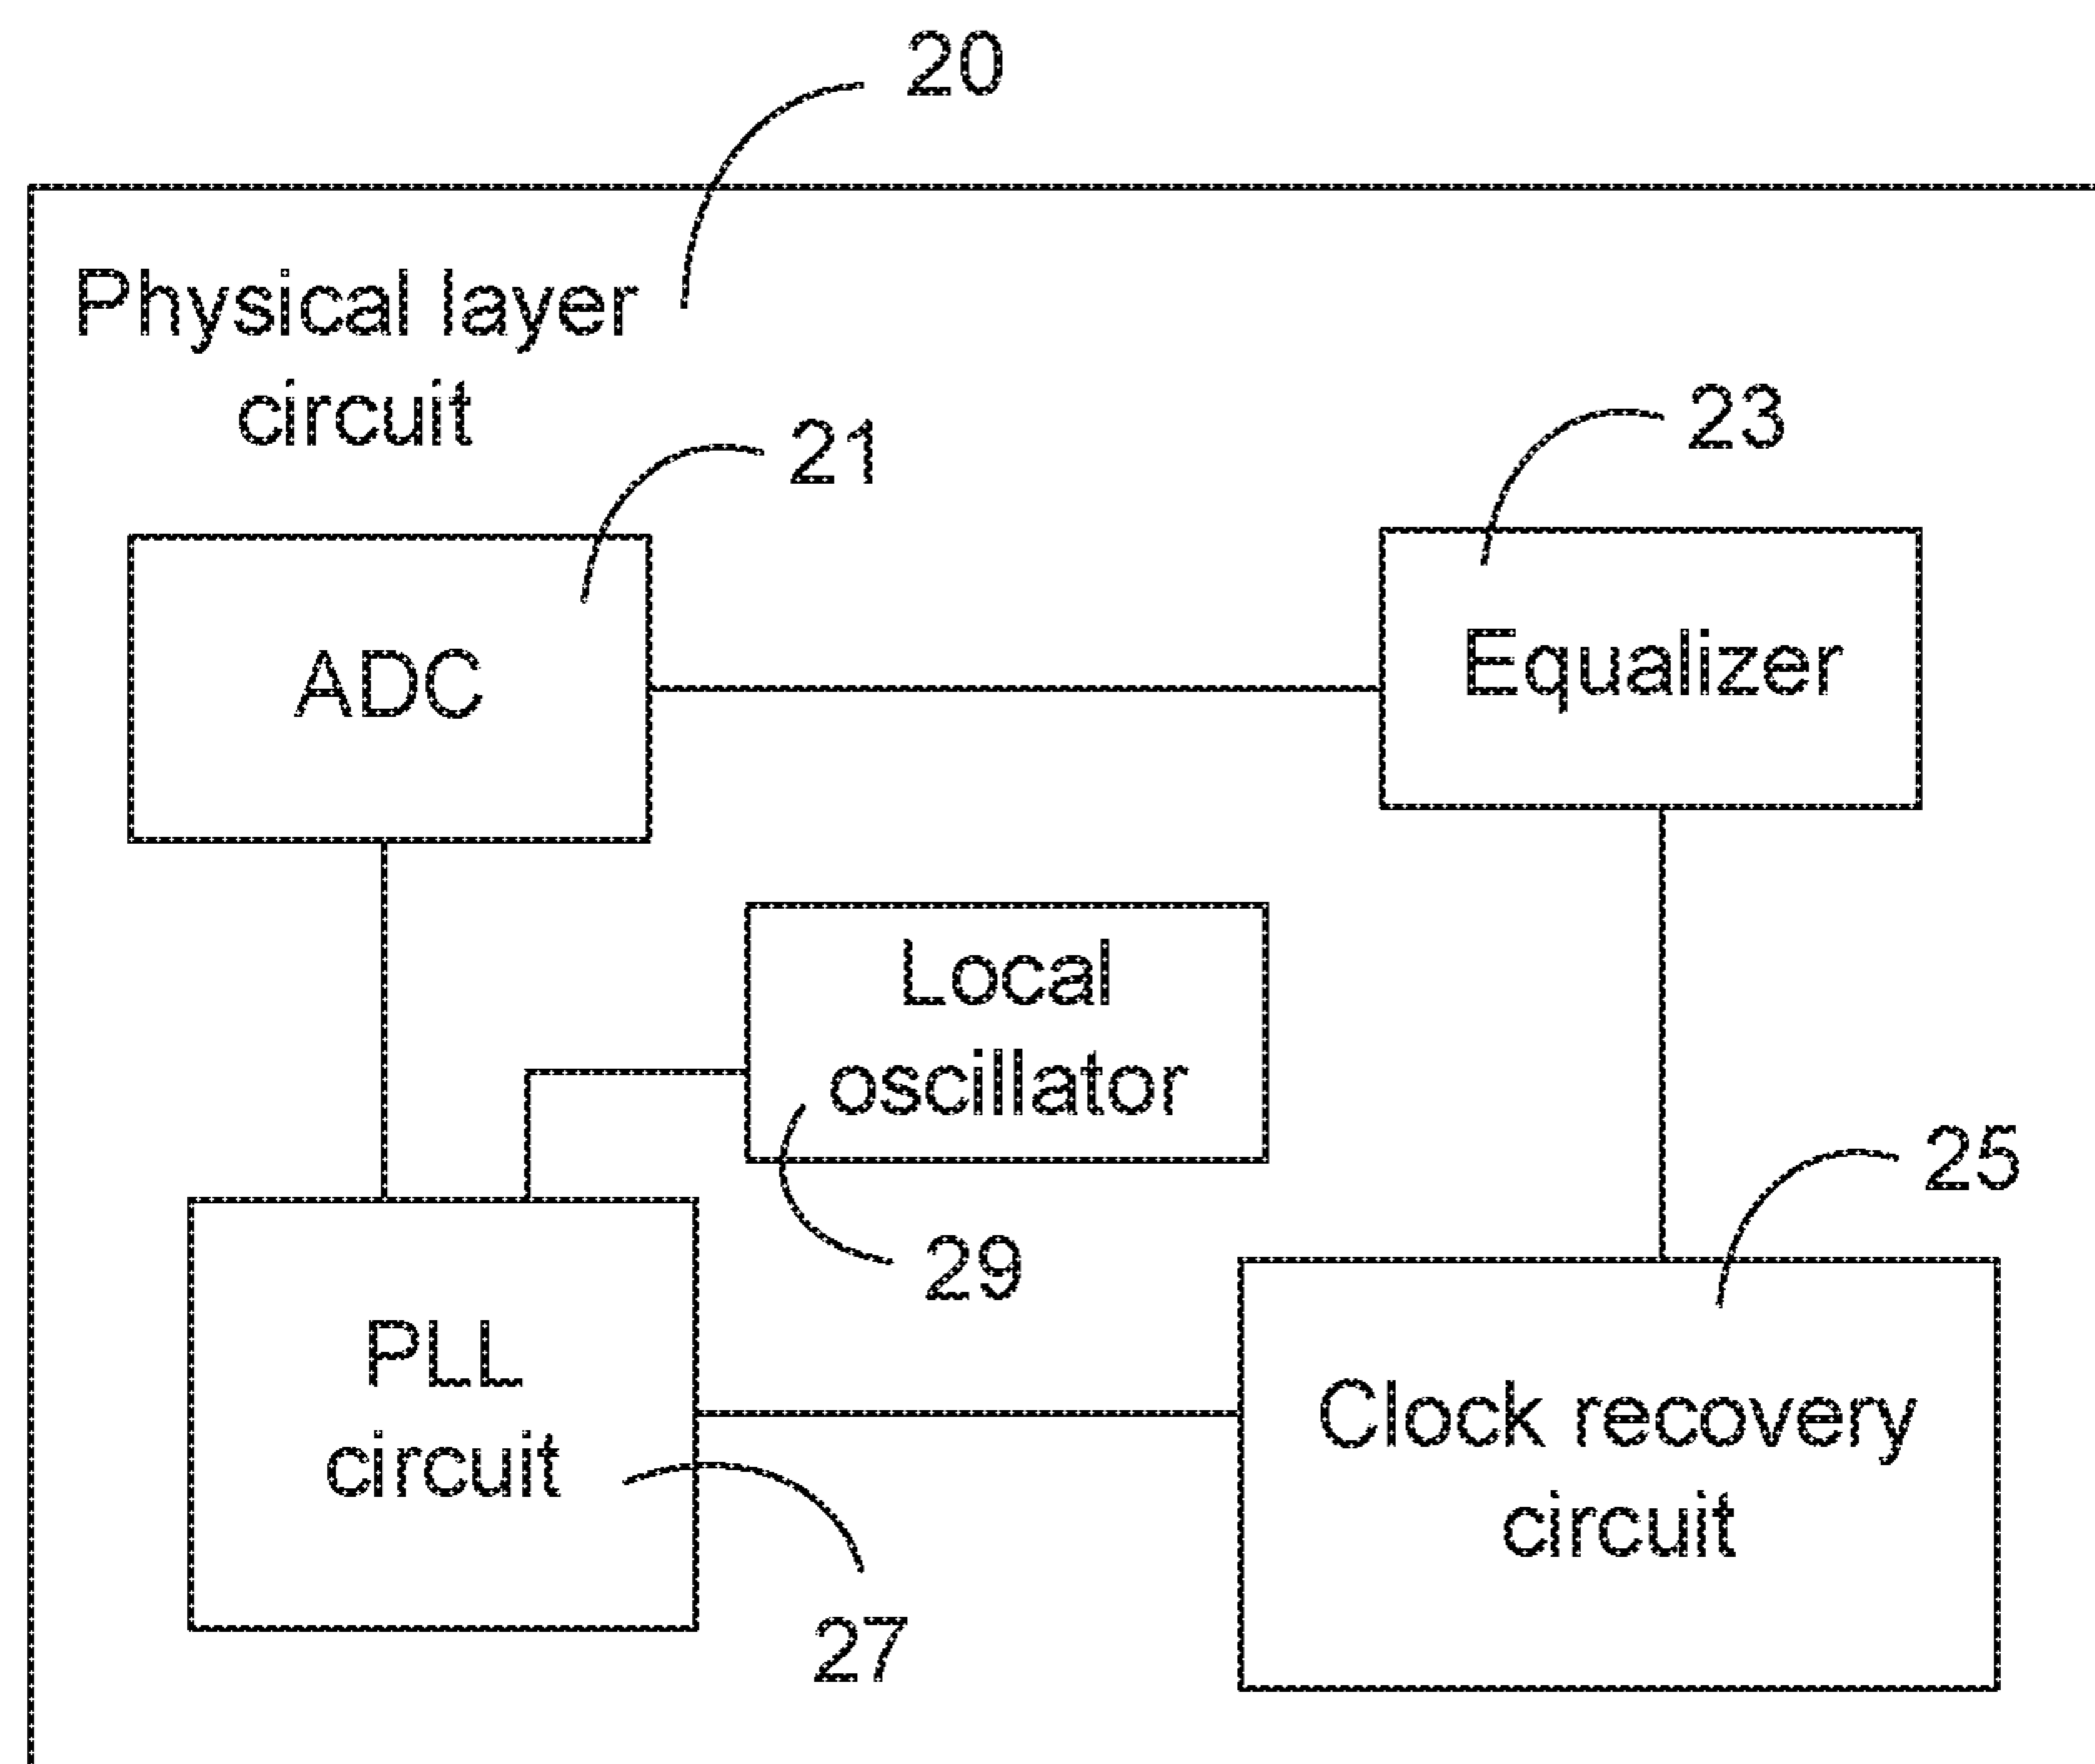 20
Physical layer
circuit
21
23
ADC
Equalizer
Local
oscillator
25
29
PLL
circuit
Clock recovery
circuit
27